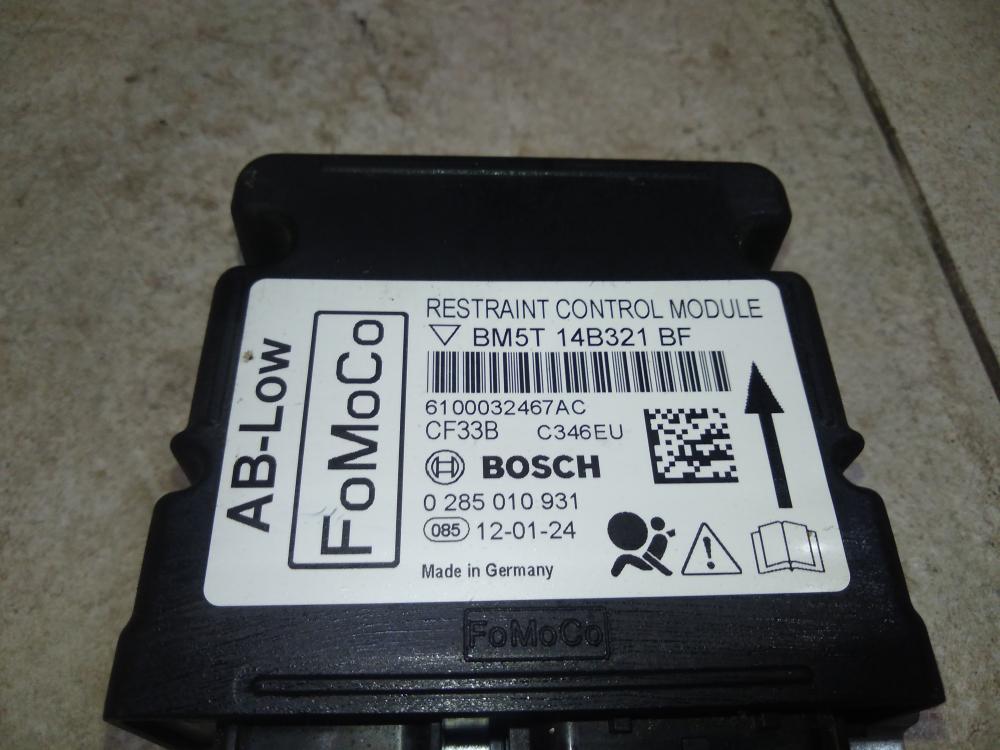 AB-Low
FoMoCo
RESTRAINT CONTROL MODULE
BM5T 14B321 BF
6100032467AC
CF33B C346EU
BOSCH
0 285 010 931
085 12-01-24
Made in Germany
FoMoCo